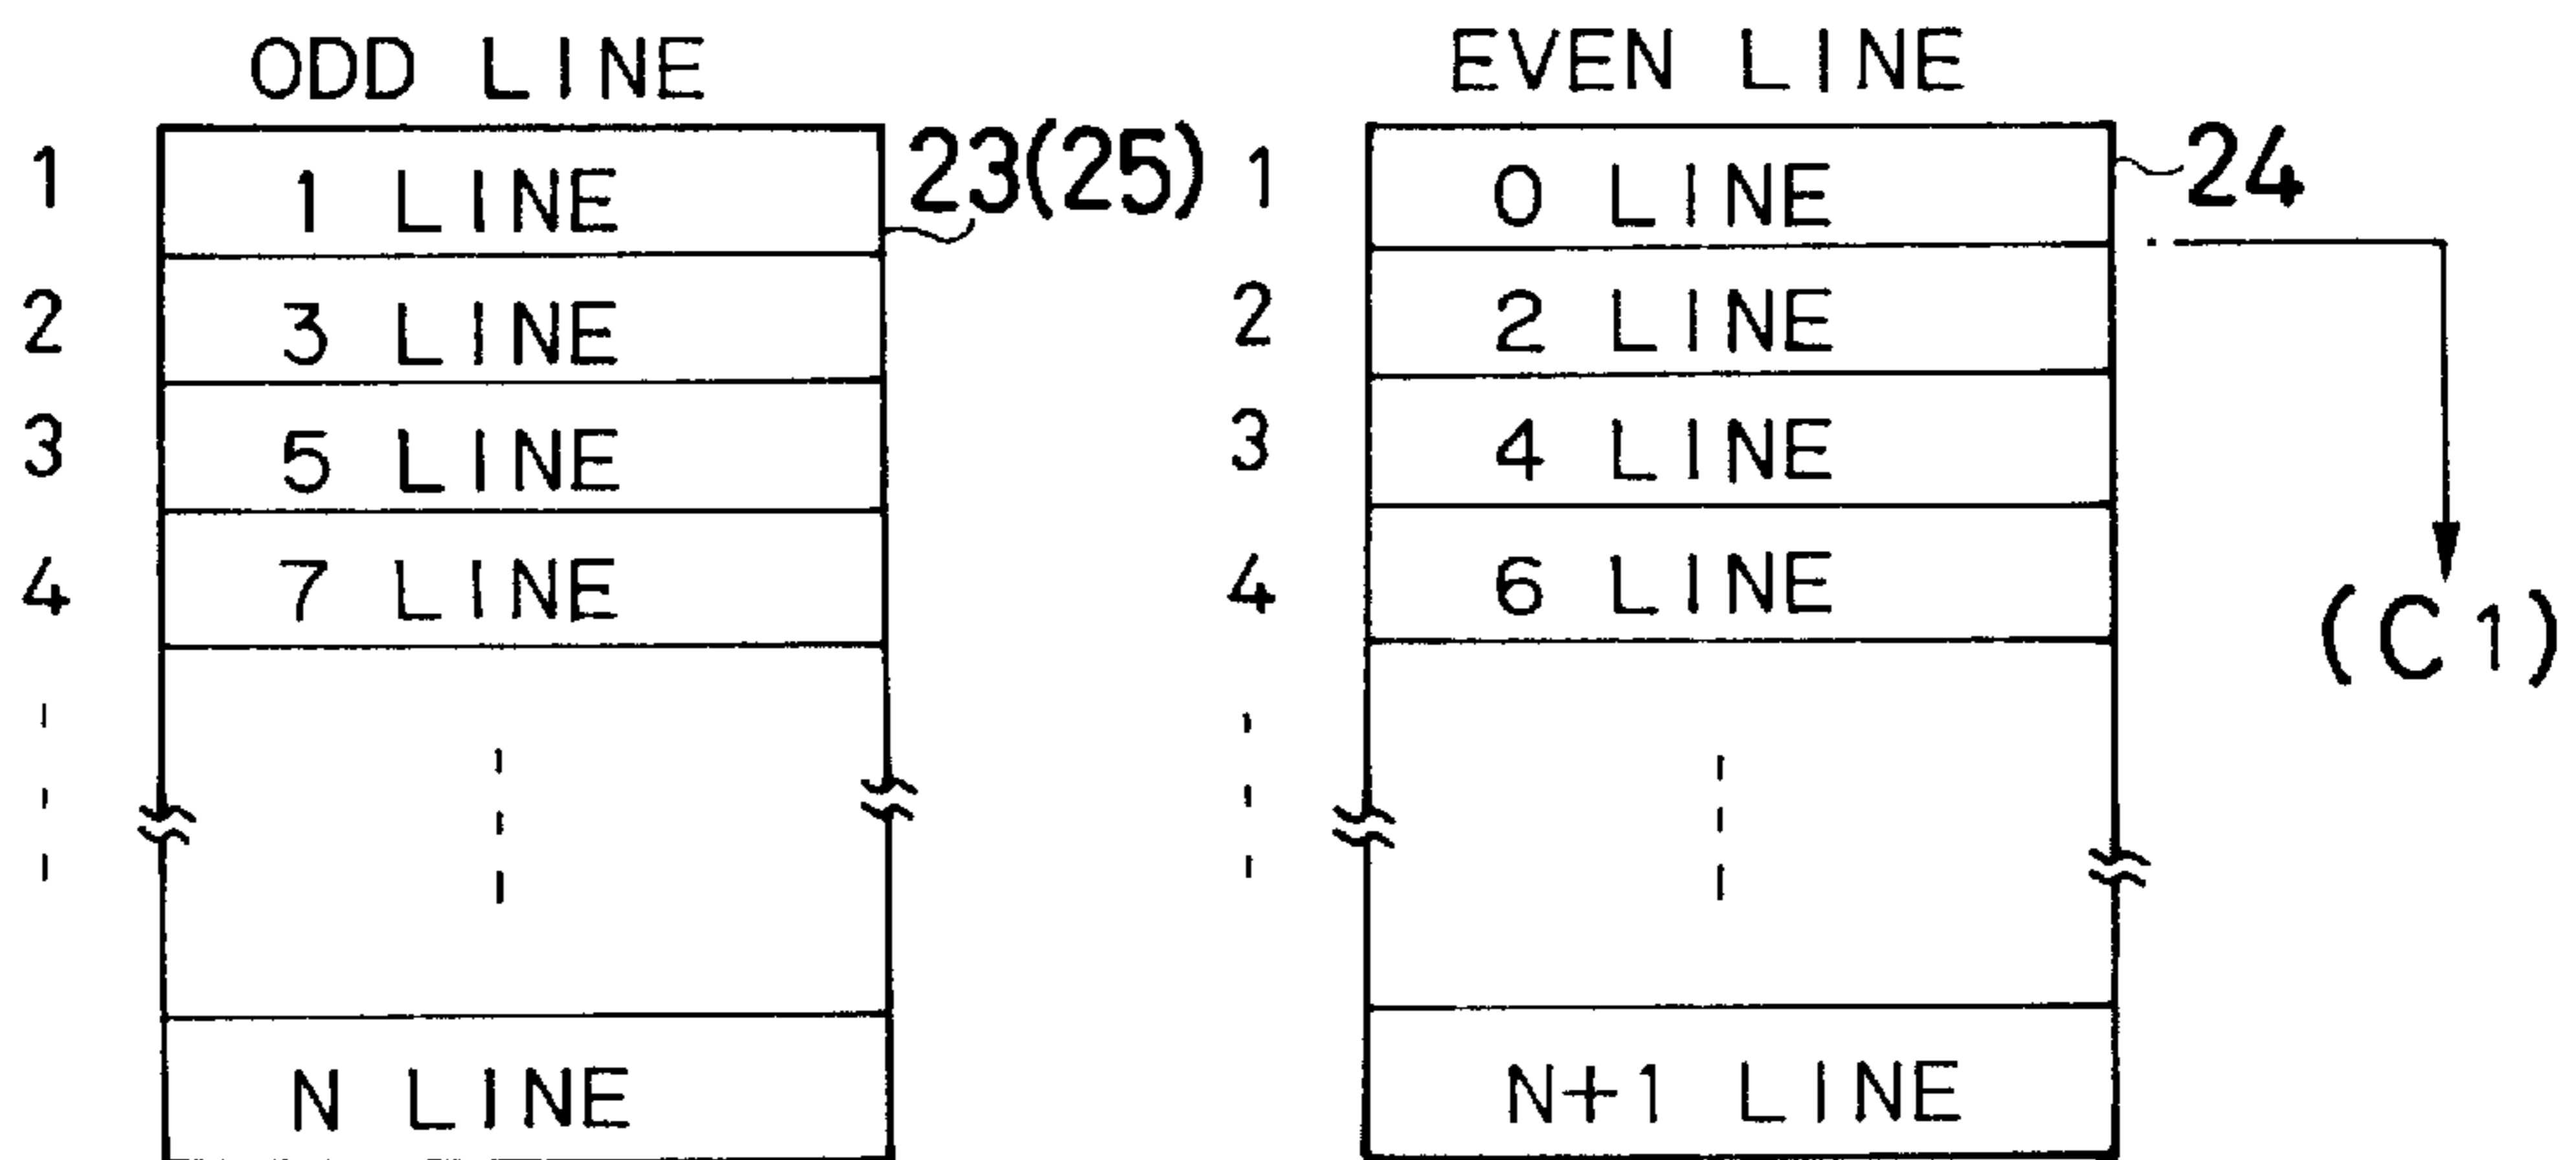 ODD LINE
1 1 LINE 23(25)
2 3 LINE
3 5 LINE
4 7 LINE
N LINE
EVEN LINE
1 0 LINE 24
2 2 LINE
3 4 LINE
4 6 LINE
(C1)
N+1 LINE